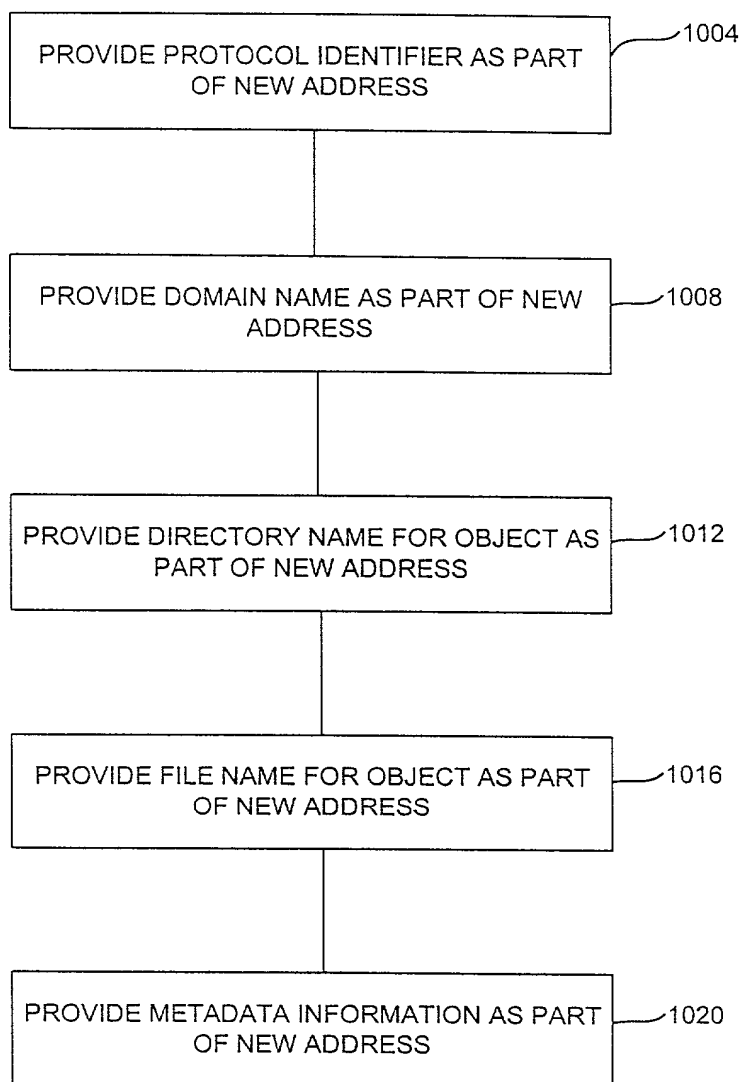 PROVIDE PROTOCOL IDENTIFIER AS PART
OF NEW ADDRESS
1004
PROVIDE DOMAIN NAME AS PART OF NEW
ADDRESS
1008
PROVIDE DIRECTORY NAME FOR OBJECT AS
PART OF NEW ADDRESS
1012
PROVIDE FILE NAME FOR OBJECT AS PART
OF NEW ADDRESS
1016
PROVIDE METADATA INFORMATION AS PART
OF NEW ADDRESS
1020